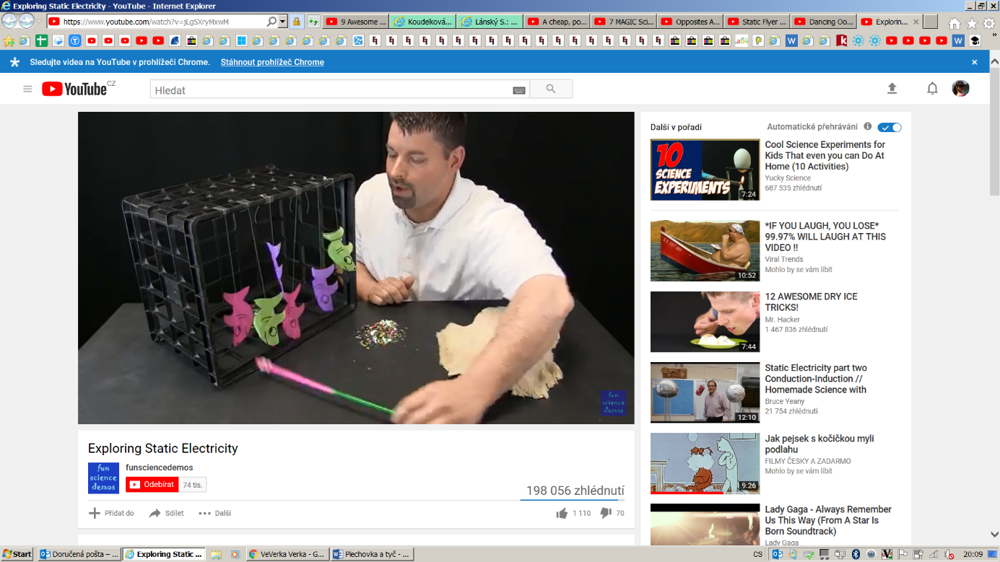 Exploring Static Electricity - YouTube - Internet Explorer
https://www.youtube.com/watch?v=jLgSXryMxwM
9 Awesome ...
Koudelková...
Lánský S.: ...
A cheap, po...
7 MAGIC Sci...
Opposites A...
Static Flyer ...
Dancing Oo...
Explorin...
Sledujte videa na YouTube v prohlížeči Chrome. Stáhnout prohlížeč Chrome
YouTube CZ
Hledat
fun
science
demos
Exploring Static Electricity
fun
science
demos
funsciencedemos
Odebírat 74 tis.
198 056 zhlédnutí
Přidat do Sdílet Další 1 110 70
Další v pořadí Automatické přehrávání
10
SCIENCE
EXPERIMENTS
7:24
Cool Science Experiments for
Kids That even you can Do At
Home (10 Activities)
Yucky Science
687 535 zhlédnutí
10:52
*IF YOU LAUGH, YOU LOSE*
99.97% WILL LAUGH AT THIS
VIDEO !!
Viral Trends
Mohlo by se vám líbit
7:44
12 AWESOME DRY ICE
TRICKS!
Mr. Hacker
1 467 836 zhlédnutí
12:10
Static Electricity part two
Conduction-Induction //
Homemade Science with
Bruce Yeany
21 754 zhlédnutí
9:26
Jak pejsek s kočičkou myli
podlahu
FILMY ČESKY A ZADARMO
Mohlo by se vám líbit
Lady Gaga - Always Remember
Us This Way (From A Star Is
Born Soundtrack)
Lady Gaga
Start
Doručená pošta – ...
Exploring Static ...
VeVerka Verka - G...
Plechovka a tyč - ...
CS
20:09